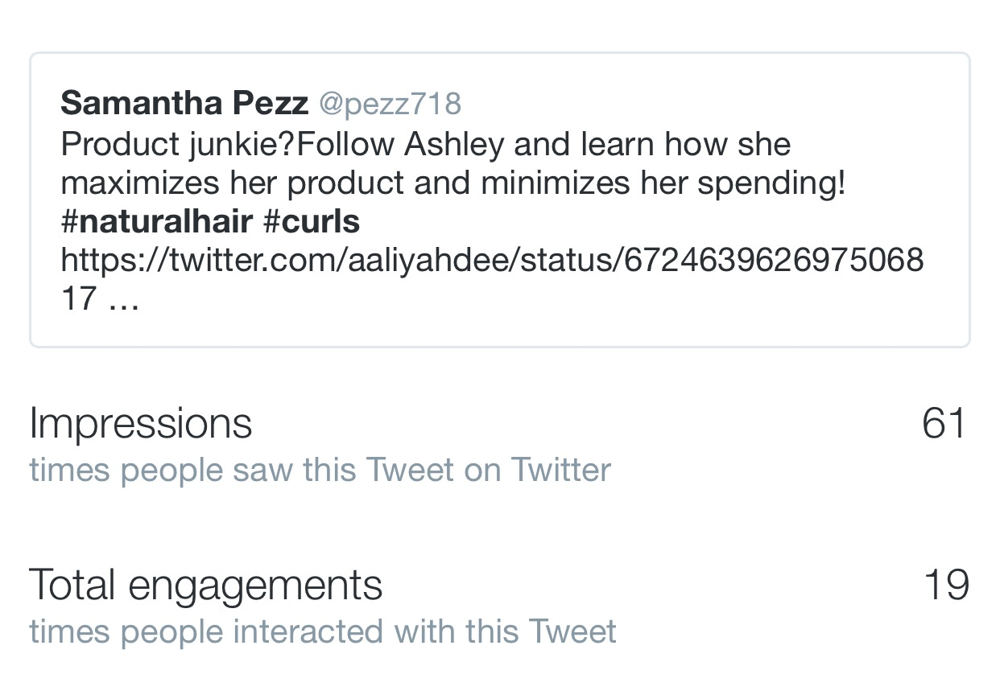 Samantha Pezz @pezz718
Product junkie?Follow Ashley and learn how she
maximizes her product and minimizes her spending!
#naturalhair #curls
https://twitter.com/aaliyahdee/status/6724639626975068
17 ...
Impressions 61
times people saw this Tweet on Twitter
Total engagements 19
times people interacted with this Tweet